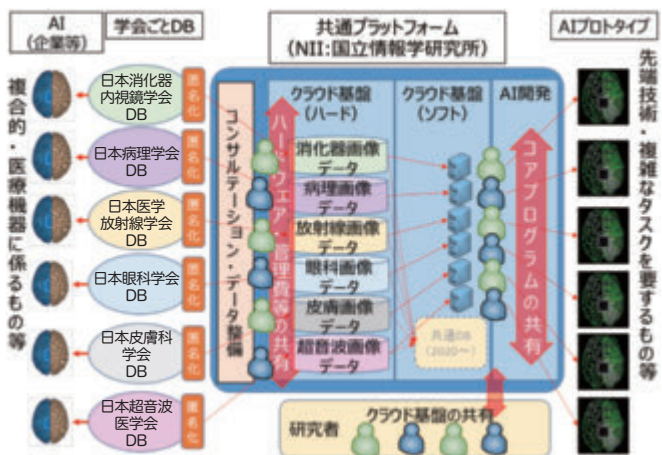 AI
(企業等)
学会ごとDB
共通プラットフォーム
(NII:国立情報学研究所)
AIプロトタイプ
複合的・医療機器に係るもの等
日本消化器
内視鏡学会
DB
匿名化
日本病理学会
DB
匿名化
日本医学
放射線学会
DB
匿名化
日本眼科学会
DB
匿名化
日本皮膚科
学会
DB
匿名化
日本超音波
医学会
DB
匿名化
コンサルテーション・データ整備
ハードウェア・管理費等の共有
クラウド基盤
(ハード)
消化器画像
データ
病理画像
データ
放射線画像
データ
眼科画像
データ
皮膚画像
データ
超音波画像
データ
クラウド基盤
(ソフト)
共通DB
(2020～)
AI開発
コアプログラムの共有
クラウド基盤の共有
研究者
先端技術・複雑なタスクを要するもの等